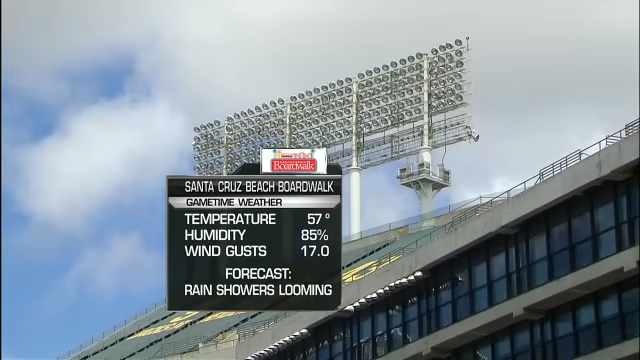 Boardwalk
SANTA CRUZ BEACH BOARDWALK
GAMETIME WEATHER
TEMPERATURE 57°
HUMIDITY 85%
WIND GUSTS 17.0
FORECAST:
RAIN SHOWERS LOOMING